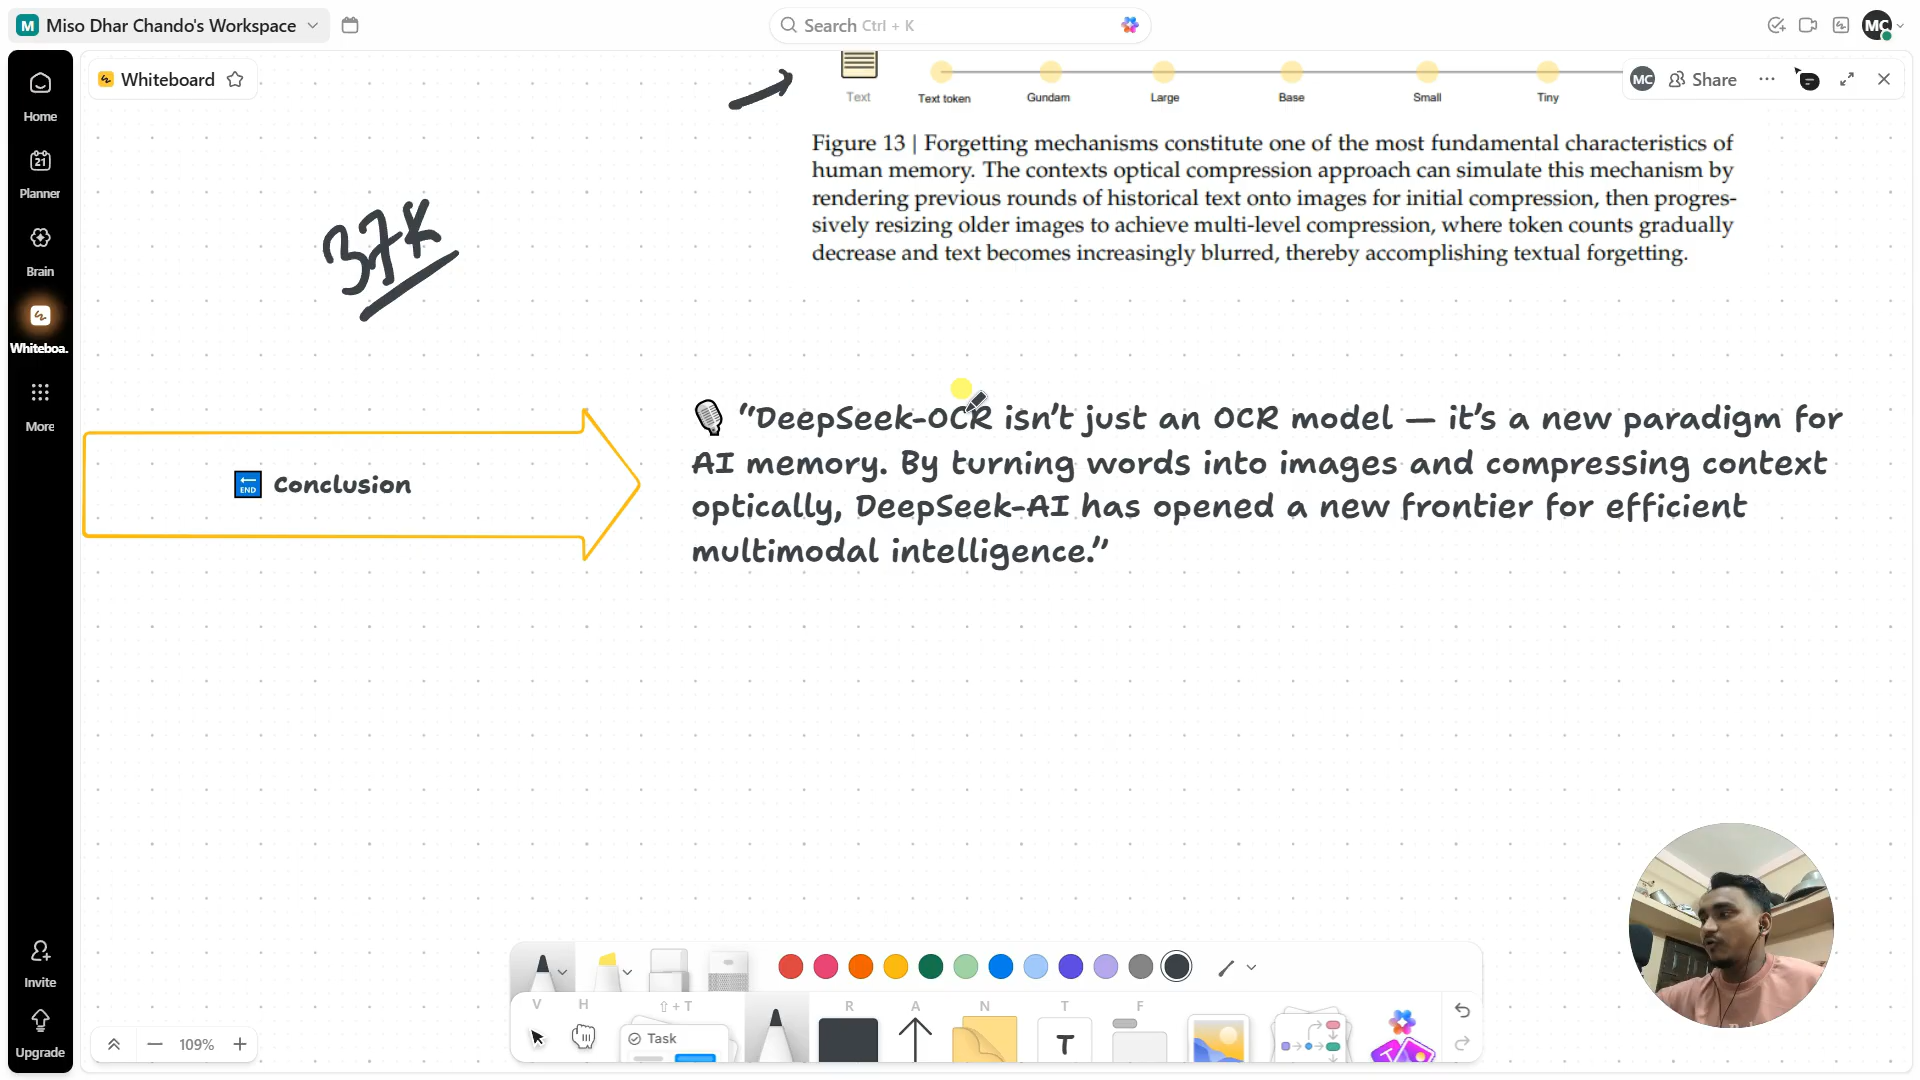 M Miso Dhar Chando's Workspace
Search Ctrl + K
MC
Home
21
Planner
Brain
Whiteboa.
More
Invite
Upgrade
Whiteboard
MC Share
Text
Text token
Gundam
Large
Base
Small
Tiny
Figure 13 | Forgetting mechanisms constitute one of the most fundamental characteristics of
human memory. The contexts optical compression approach can simulate this mechanism by
rendering previous rounds of historical text onto images for initial compression, then progres-
sively resizing older images to achieve multi-level compression, where token counts gradually
decrease and text becomes increasingly blurred, thereby accomplishing textual forgetting.
37K
END Conclusion
🎙️ "DeepSeek-OCR isn't just an OCR model — it's a new paradigm for
AI memory. By turning words into images and compressing context
optically, DeepSeek-AI has opened a new frontier for efficient
multimodal intelligence."
V
H
⇧ + T
R
A
N
T
F
Task
T
T
109%